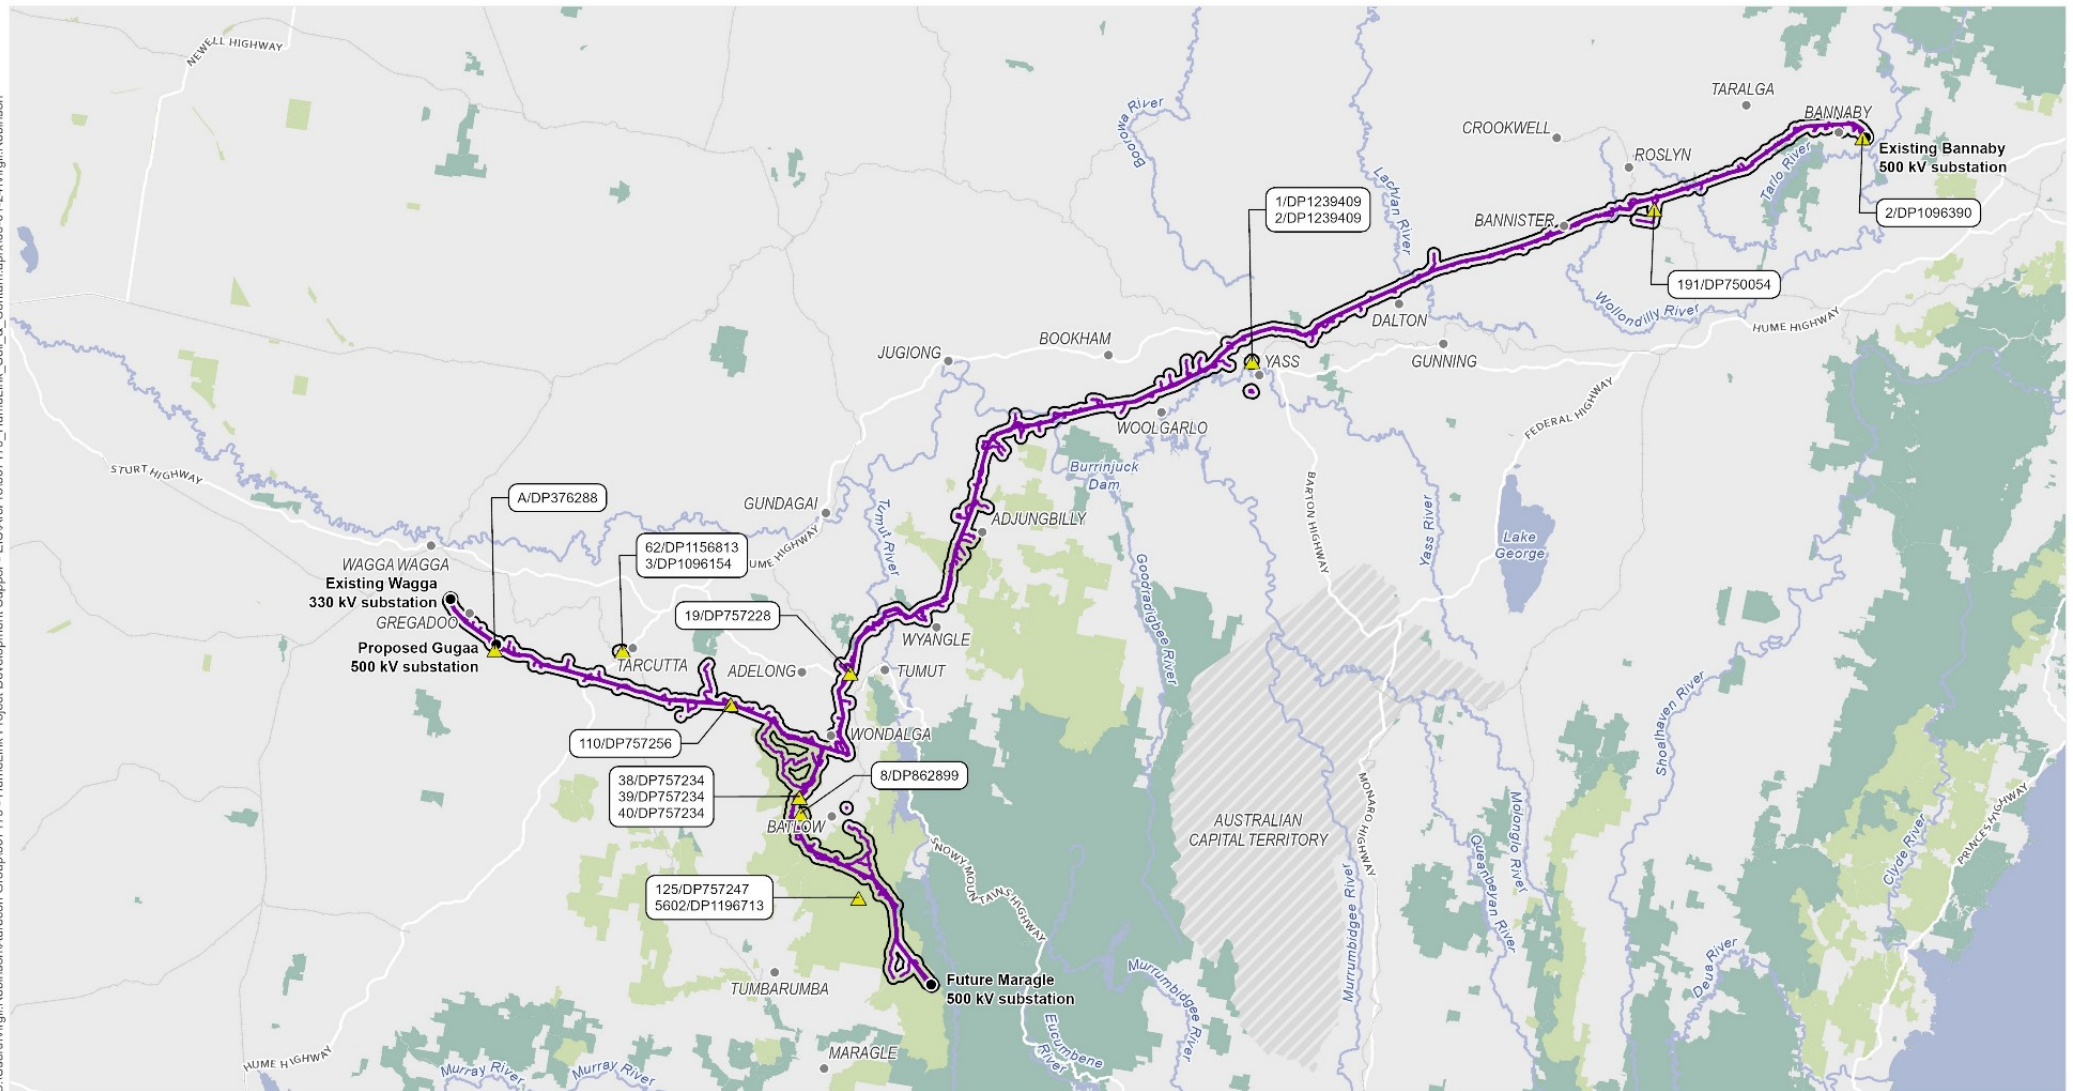 NEWELL HIGHWAY
TARALGA
BANNABY
Boorowa River
CROOKWELL
Existing Bannaby
500 kV substation
ROSLYN
Tarlo River
Lachlan River
1/DP1239409
2/DP1239409
BANNISTER
2/DP1096390
191/DP750054
Wollondilly River
DALTON
HUME HIGHWAY
BOOKHAM
JUGIONG
YASS
GUNNING
FEDERAL HIGHWAY
WOOLGARLO
STURT HIGHWAY
Burrinjuck
Dam
A/DP376288
GUNDAGAI
Tumut River
BARTON HIGHWAY
Yass River
ADJUNGBILLY
Lake
George
62/DP1156813
3/DP1096154
UME HIGHWAY
WAGGA WAGGA
Existing Wagga
330 kV substation
Goodradigbee River
GREGADOO
19/DP757228
WYANGLE
Proposed Gugaa
500 kV substation
TARCUTTA
ADELONG
TUMUT
Shoalhaven River
110/DP757256
WONDALGA
38/DP757234
39/DP757234
40/DP757234
8/DP862899
BATLOW
AUSTRALIAN
CAPITAL TERRITORY
MONARO HIGHWAY
Molonglo River
Queanbeyan River
Clyde River
PRINCES HIGHWAY
SNOWY MOUNTAINS HIGHWAY
125/DP757247
5602/DP1196713
Murrumbidgee River
Deua River
Future Maragle
500 kV substation
TUMBARUMBA
Murrumbidgee River
Eucumbene
River
MARAGLE
HUME HIGHWAY
Murray River
Murray River